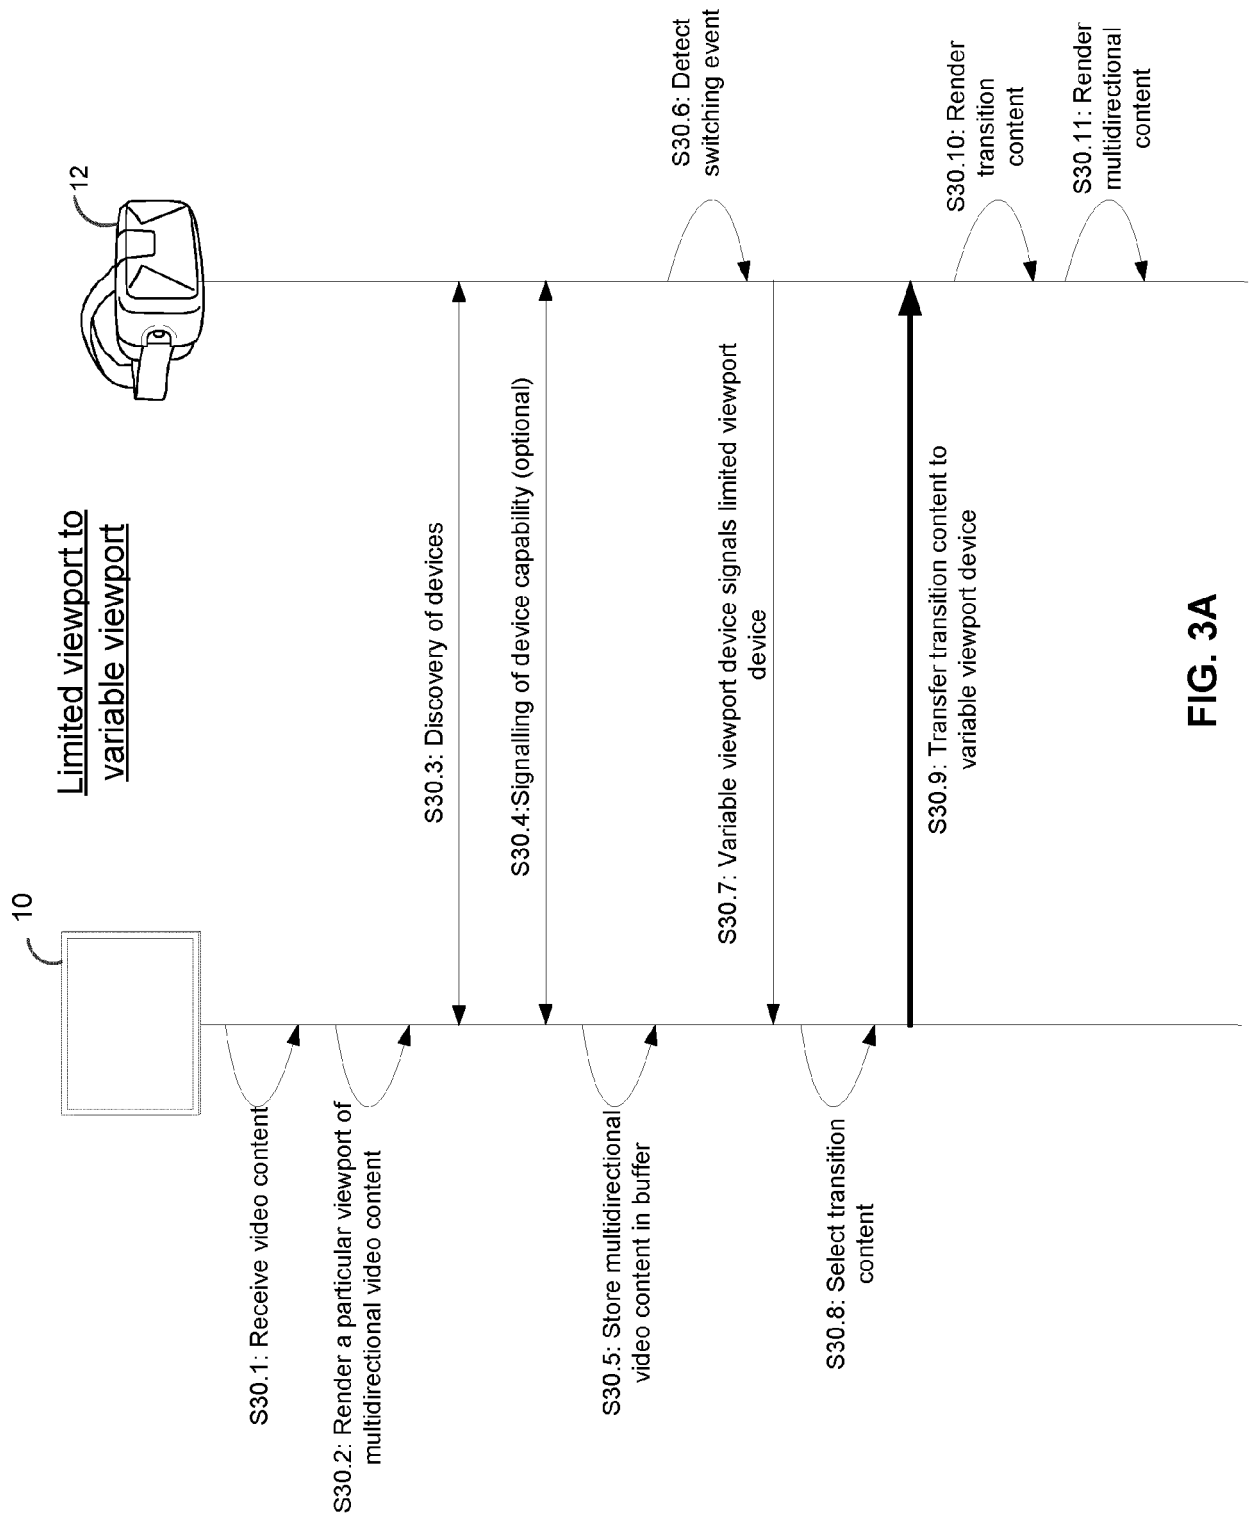 Limited viewport to
variable viewport
10
12
S30.1: Receive video content
S30.2: Render a particular viewport of
multidirectional video content
S30.3: Discovery of devices
S30.4:Signalling of device capability (optional)
S30.5: Store multidirectional
video content in buffer
S30.6: Detect
switching event
S30.7: Variable viewport device signals limited viewport
device
S30.8: Select transition
content
S30.9: Transfer transition content to
variable viewport device
S30.10: Render
transition
content
S30.11: Render
multidirectional
content
FIG. 3A